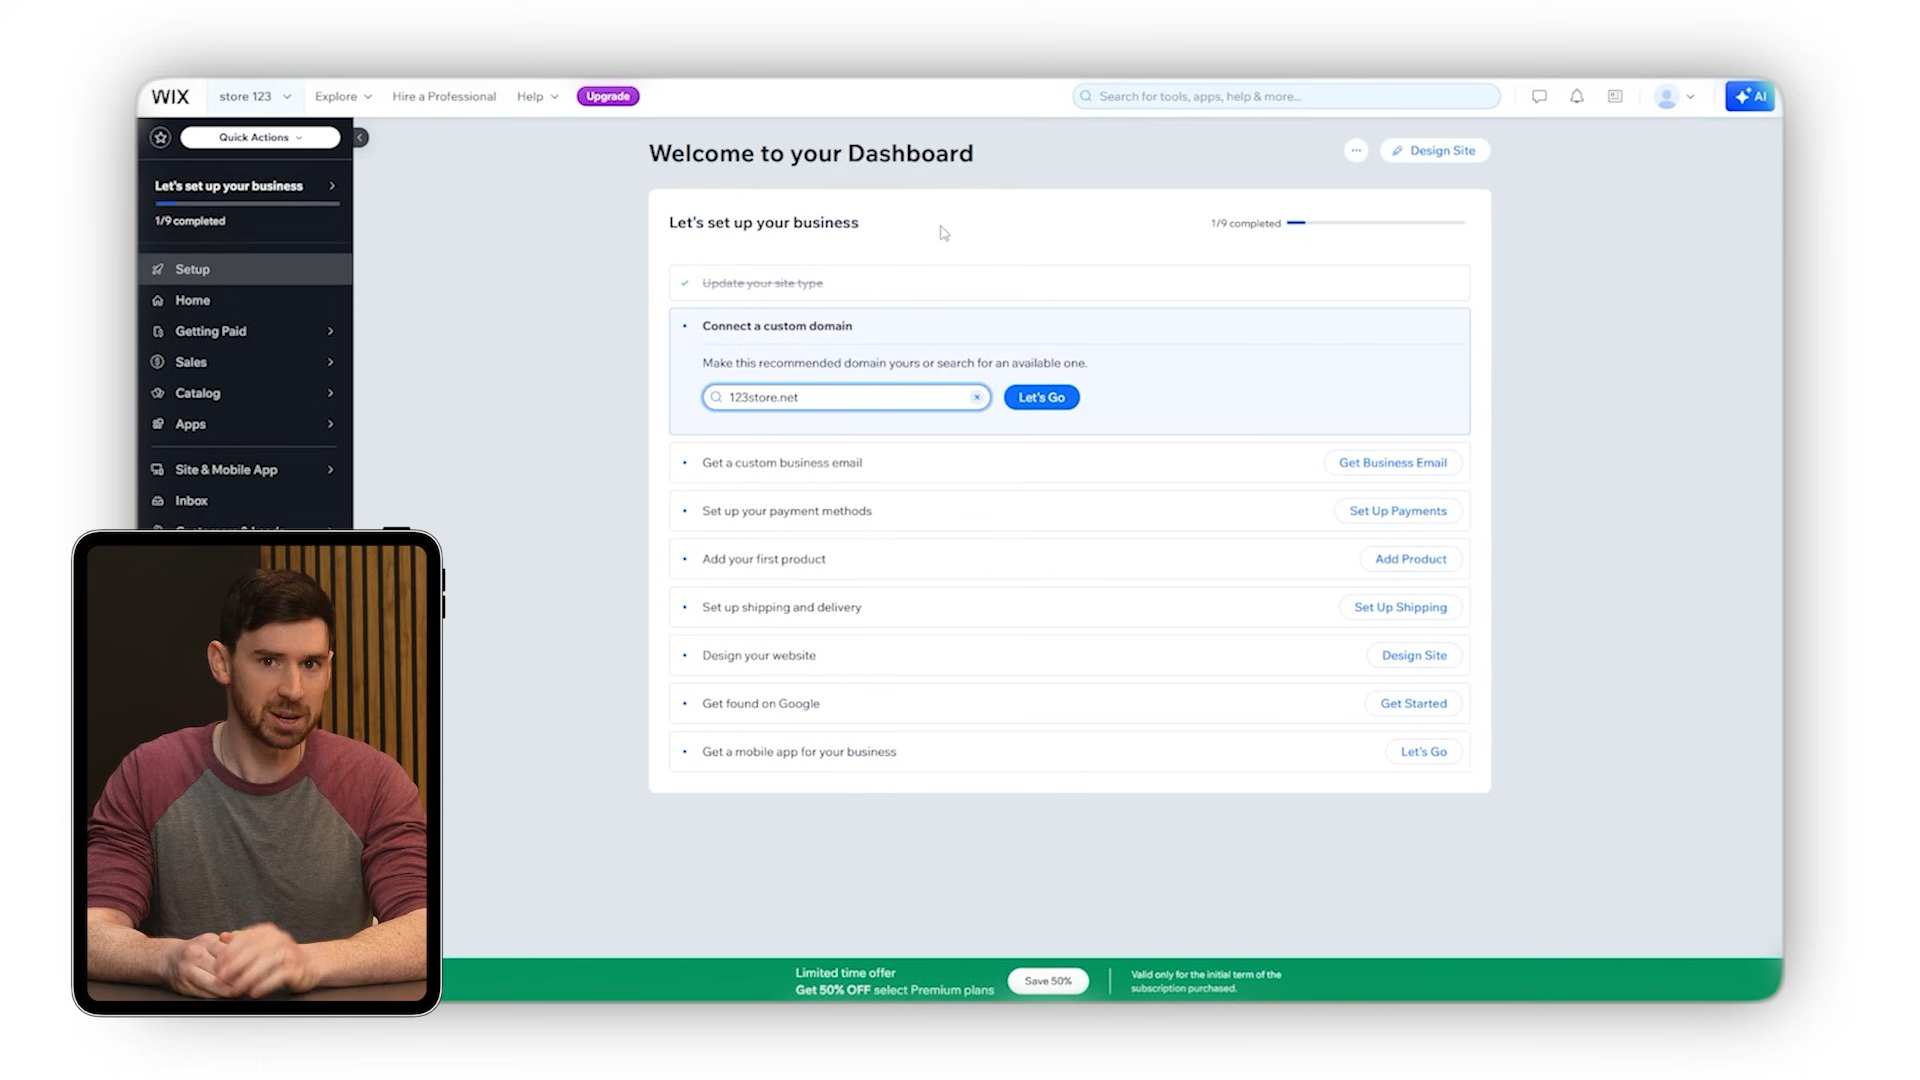 WIX
store 123
Explore
Hire a Professional
Help
Upgrade
Search for tools, apps, help & more...
AI
Quick Actions
Let's set up your business
1/9 completed
Setup
Home
Getting Paid
Sales
Catalog
Apps
Site & Mobile App
Inbox
Welcome to your Dashboard
Design Site
Let's set up your business
1/9 completed
Update your site type
Connect a custom domain
Make this recommended domain yours or search for an available one.
123store.net
Let's Go
Get a custom business email
Get Business Email
Set up your payment methods
Set Up Payments
Add your first product
Add Product
Set up shipping and delivery
Set Up Shipping
Design your website
Design Site
Get found on Google
Get Started
Get a mobile app for your business
Let's Go
Limited time offer
Get 50% OFF select Premium plans
Save 50%
Valid only for the initial term of the
subscription purchased.